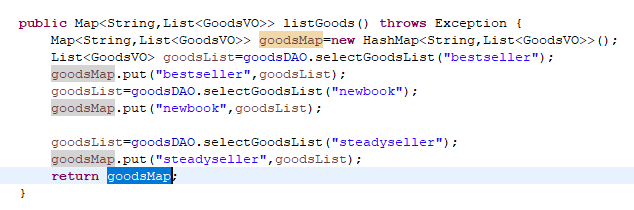 public Map<String,List<GoodsVO>> listGoods() throws Exception {
Map<String,List<GoodsVO>> goodsMap=new HashMap<String,List<GoodsVO>>();
List<GoodsVO> goodsList=goodsDAO.selectGoodsList("bestseller");
goodsMap.put("bestseller",goodsList);
goodsList=goodsDAO.selectGoodsList("newbook");
goodsMap.put("newbook",goodsList);
goodsList=goodsDAO.selectGoodsList("steadyseller");
goodsMap.put("steadyseller",goodsList);
return goodsMap;
}